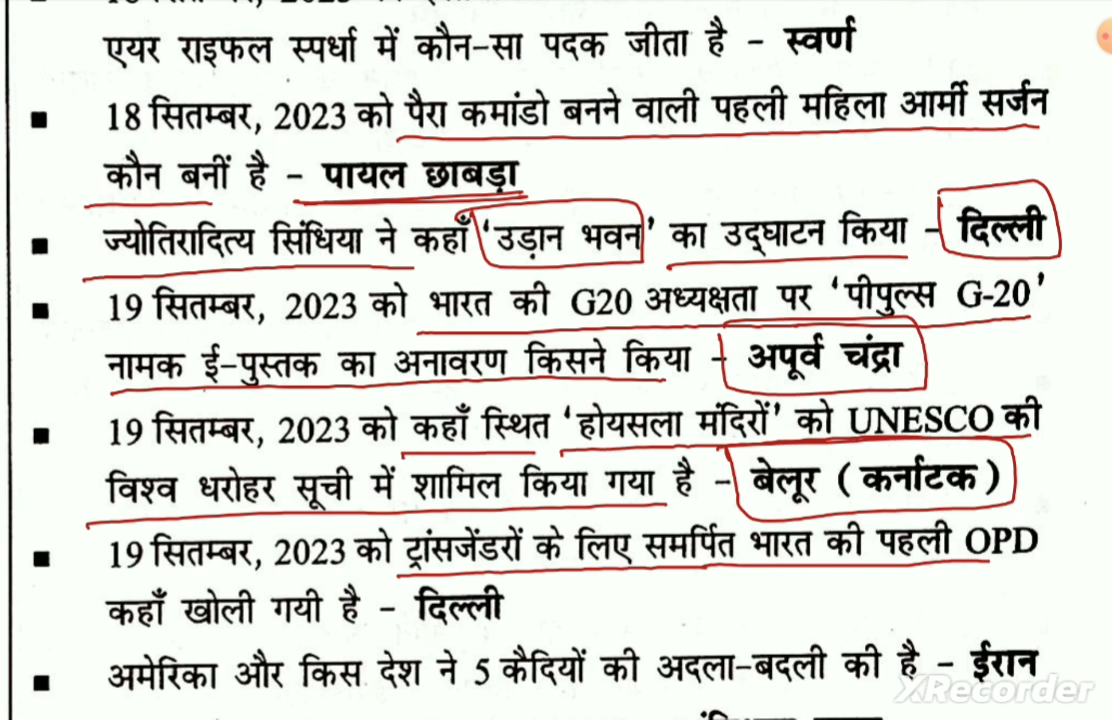 एयर राइफल स्पर्धा में कौन-सा पदक जीता है - स्वर्ण
■ 18 सितम्बर, 2023 को पैरा कमांडो बनने वाली पहली महिला आर्मी सर्जन
कौन बनीं है - पायल छाबड़ा
■ ज्योतिरादित्य सिंधिया ने कहाँ 'उड़ान भवन' का उद्घाटन किया - दिल्ली
■ 19 सितम्बर, 2023 को भारत की G20 अध्यक्षता पर 'पीपुल्स G-20'
नामक ई-पुस्तक का अनावरण किसने किया - अपूर्व चंद्रा
■ 19 सितम्बर, 2023 को कहाँ स्थित 'होयसला मंदिरों' को UNESCO की
विश्व धरोहर सूची में शामिल किया गया है - बेलूर (कर्नाटक)
■ 19 सितम्बर, 2023 को ट्रांसजेंडरों के लिए समर्पित भारत की पहली OPD
कहाँ खोली गयी है - दिल्ली
■ अमेरिका और किस देश ने 5 कैदियों की अदला-बदली की है - ईरान
XRecorder